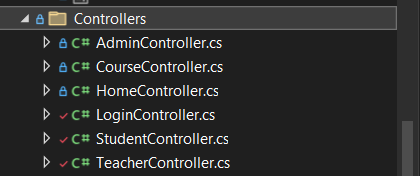 Controllers
C# AdminController.cs
C# CourseController.cs
C# HomeController.cs
C# LoginController.cs
C# StudentController.cs
C# TeacherController.cs